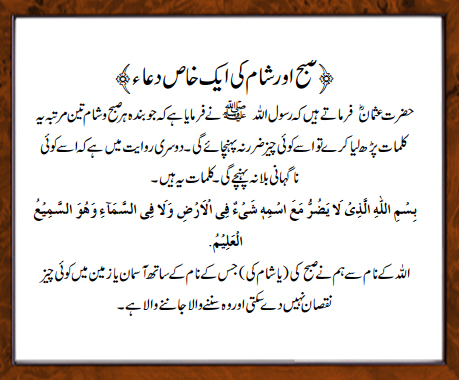 ﴿صبح اور شام کی ایک خاص دعاء﴾
حضرت عثمانؓ فرماتے ہیں کہ رسول اللہ ﷺ نے فرمایا ہے کہ جو بندہ ہر صبح و شام تین مرتبہ یہ
کلمات پڑھ لیا کرے تو اسے کوئی چیز ضرر نہ پہنچائے گی۔ دوسری روایت میں ہے کہ اسے کوئی
ناگہانی بلا نہ پہنچے گی۔ کلمات یہ ہیں۔
بِسْمِ اللّٰهِ الَّذِیْ لَا یَضُرُّ مَعَ اسْمِهٖ شَیْءٌ فِی الْاَرْضِ وَلَا فِی السَّمَآءِ وَهُوَ السَّمِیْعُ
الْعَلِیْمُ.
اللہ کے نام سے ہم نے صبح کی (یا شام کی) جس کے نام کے ساتھ آسمان یا زمین میں کوئی چیز
نقصان نہیں دے سکتی اور وہ سننے والا جاننے والا ہے۔